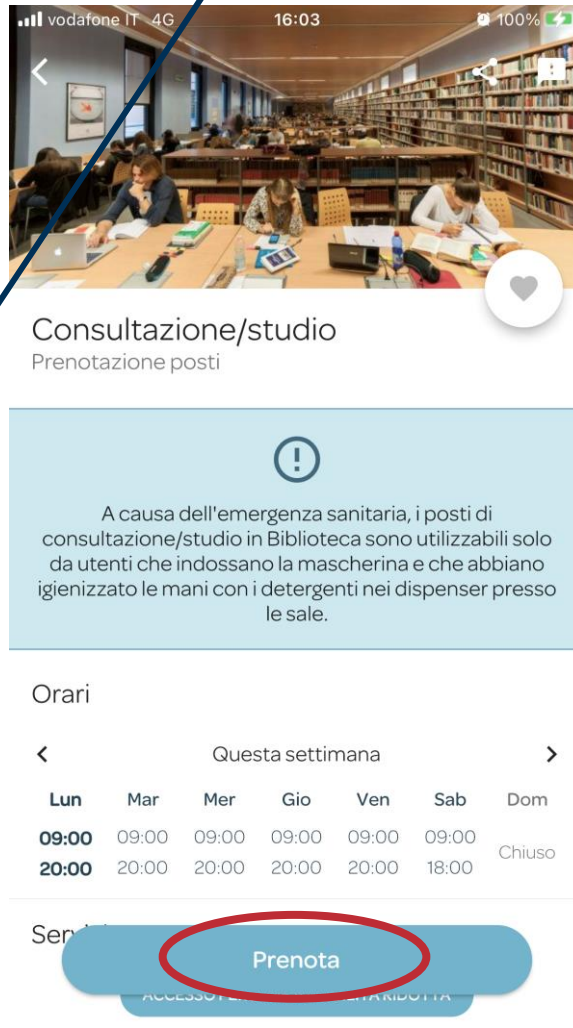 vodafone IT 4G 16:03 100%
Consultazione/studio
Prenotazione posti
A causa dell'emergenza sanitaria, i posti di
consultazione/studio in Biblioteca sono utilizzabili solo
da utenti che indossano la mascherina e che abbiano
igienizzato le mani con i detergenti nei dispenser presso
le sale.
Orari
Questa settimana
Lun Mar Mer Gio Ven Sab Dom
09:00 09:00 09:00 09:00 09:00 09:00 Chiuso
20:00 20:00 20:00 20:00 20:00 18:00
Prenota